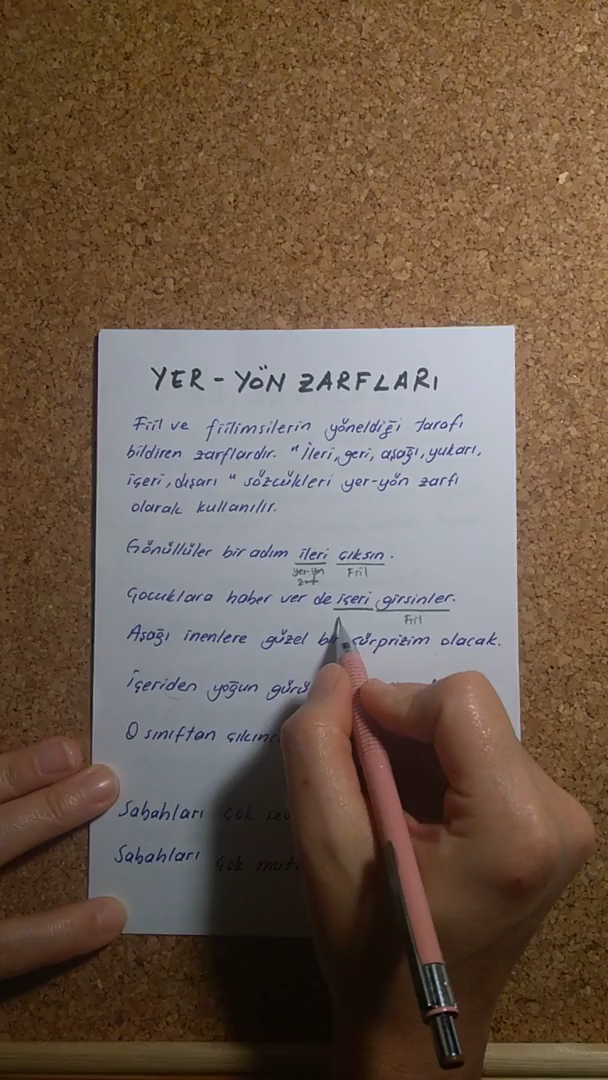 YER-YÖN ZARFLARI
Fiil ve fiilimsilerin yöneldiği tarafı
bildiren zarflardır. "İleri, geri, aşağı, yukarı,
içeri, dışarı" sözcükleri yer-yön zarfı
olarak kullanılır.
Gönüllüler bir adım ileri çıksın.
yer-yön Fiil
Çocuklara haber ver de içeri girsinler.
Fiil
Aşağı inenlere güzel bir sürprizim olacak.
İçeriden yoğun
O sınıftan
Sabahları çok
Sabahları çok